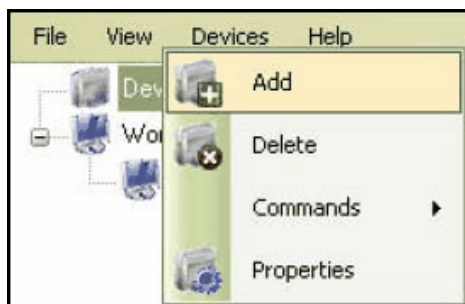 File View Devices Help
Add
Delete
Commands
Properties